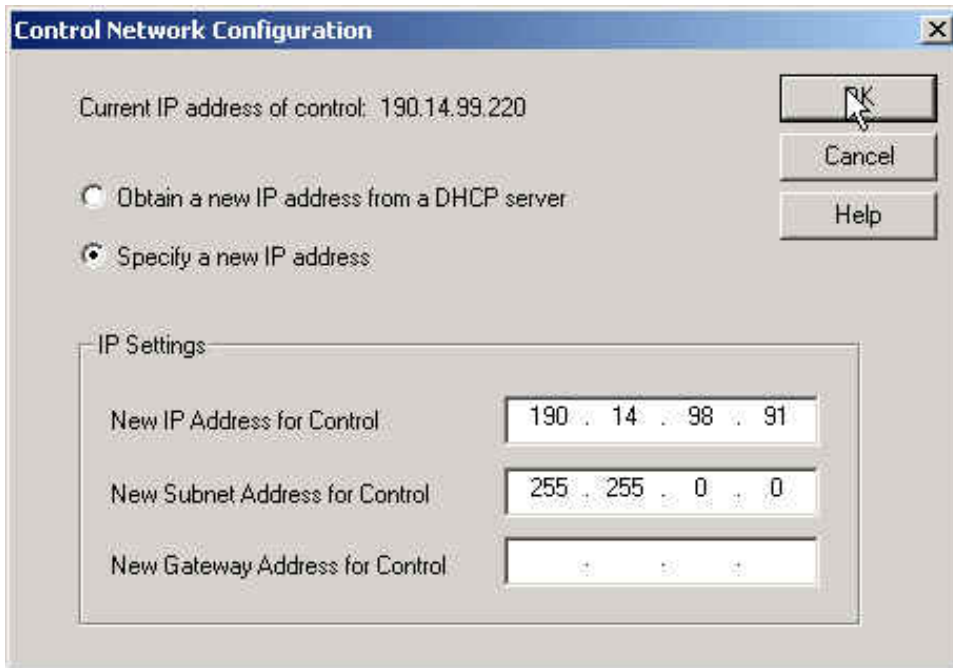 Control Network Configuration
Current IP address of control: 190.14.99.220
OK
Cancel
Help
Obtain a new IP address from a DHCP server
Specify a new IP address
IP Settings
New IP Address for Control 190 . 14 . 98 . 91
New Subnet Address for Control 255 . 255 . 0 . 0
New Gateway Address for Control . . .